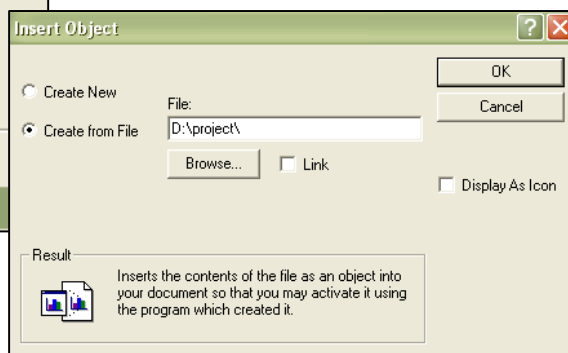 Insert Object
OK
Create New
File:
Cancel
Create from File
D:\project\
Browse...
Link
Display As Icon
Result
Inserts the contents of the file as an object into
your document so that you may activate it using
the program which created it.